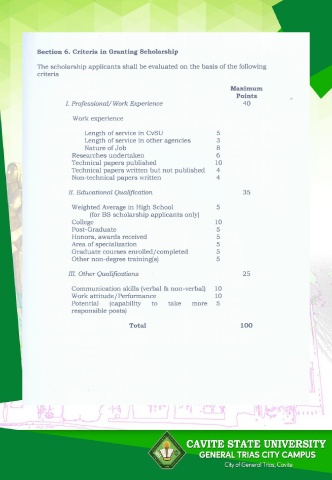 Section 6. Criteria in Granting Scholarship
The scholarship applicants shall be evaluated on the basis of the following
criteria
Maximum
Points
I. Professional/Work Experience 40
Work experience
Length of service in CvSU 5
Length of service in other agencies 3
Nature of Job 8
Researches undertaken 6
Technical papers published 10
Technical papers written but not published 4
Non-technical papers written 4
II. Educational Qualification 35
Weighted Average in High School 5
(for BS scholarship applicants only)
College 10
Post-Graduate 5
Honors, awards received 5
Area of specialization 5
Graduate courses enrolled/completed 5
Other non-degree training(s) 5
III. Other Qualifications 25
Communication skills (verbal & non-verbal) 10
Work attitude/Performance 10
Potential (capability to take more 5
responsible posts)
Total 100
CAVITE STATE UNIVERSITY
GENERAL TRIAS CITY CAMPUS
City of General Trias, Cavite